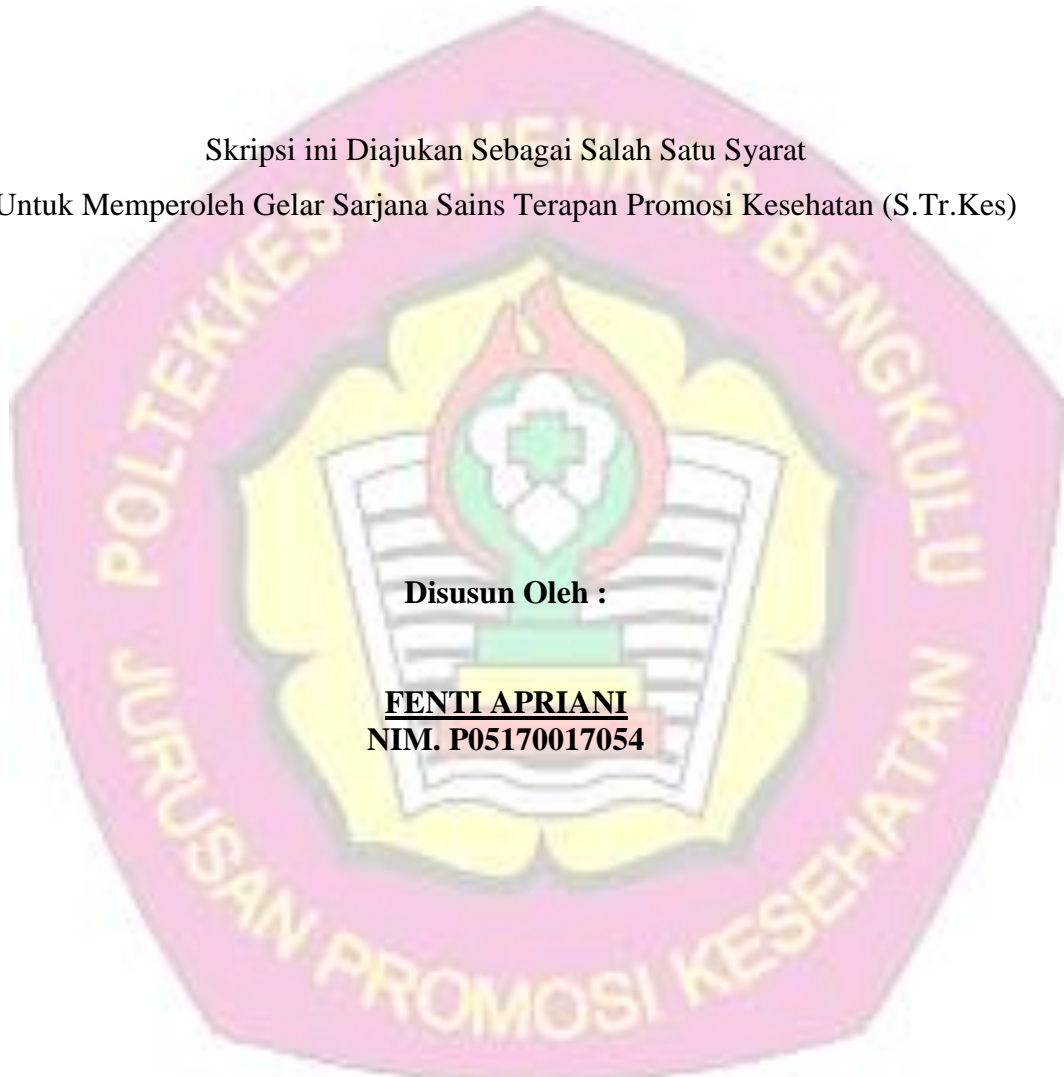 Skripsi ini Diajukan Sebagai Salah Satu Syarat
Untuk Memperoleh Gelar Sarjana Sains Terapan Promosi Kesehatan (S.Tr.Kes)
POLTEKKES KEMENKES BENGKULU
Disusun Oleh :
FENTI APRIANI
NIM. P05170017054
JURUSAN PROMOSI KESEHATAN